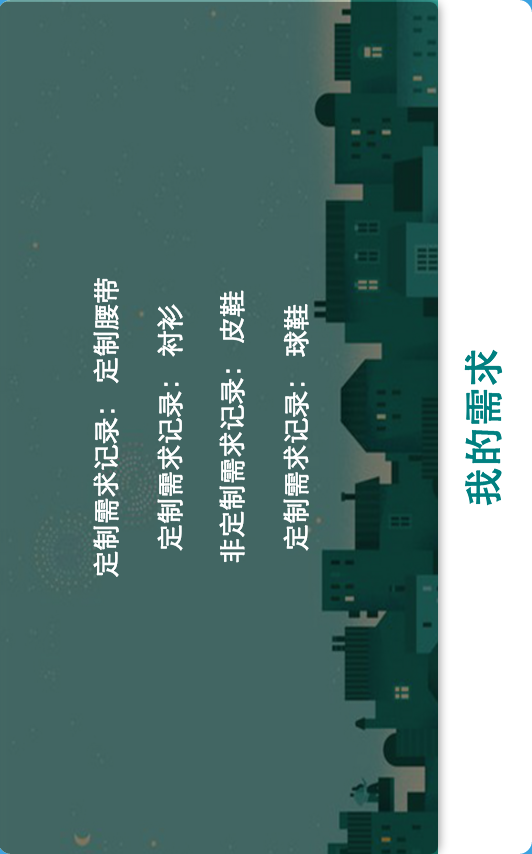 定制需求记录： 定制腰带
定制需求记录： 衬衫
非定制需求记录： 皮鞋
定制需求记录： 球鞋
我的需求